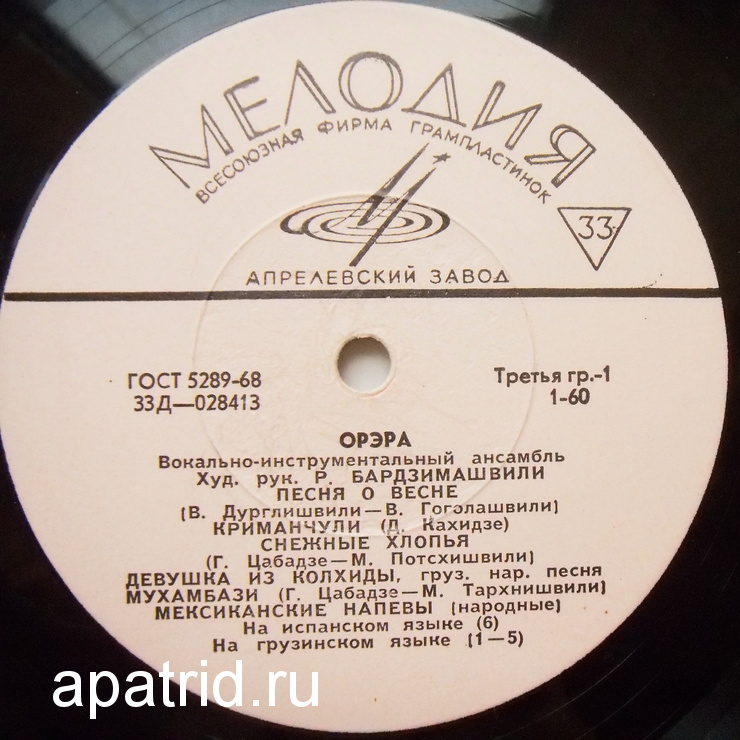 МЕЛОДИЯ
ВСЕСОЮЗНАЯ ФИРМА ГРАМПЛАСТИНОК
33
АПРЕЛЕВСКИЙ ЗАВОД
ГОСТ 5289-68
Третья гр.-1
33Д—028413
1-60
ОРЭРА
Вокально-инструментальный ансамбль
Худ. рук. Р. БАРДЗИМАШВИЛИ
ПЕСНЯ О ВЕСНЕ
(В. Дурглишвили—В. Гоголашвили)
КРИМАНЧУЛИ (Д. Кахидзе)
СНЕЖНЫЕ ХЛОПЬЯ
(Г. Цабадзе—М. Потсхишвили)
ДЕВУШКА ИЗ КОЛХИДЫ, груз. нар. песня
МУХАМБАЗИ (Г. Цабадзе—М. Тархнишвили)
МЕКСИКАНСКИЕ НАПЕВЫ (народные)
На испанском языке (6)
На грузинском языке (1—5)
apatrid.ru